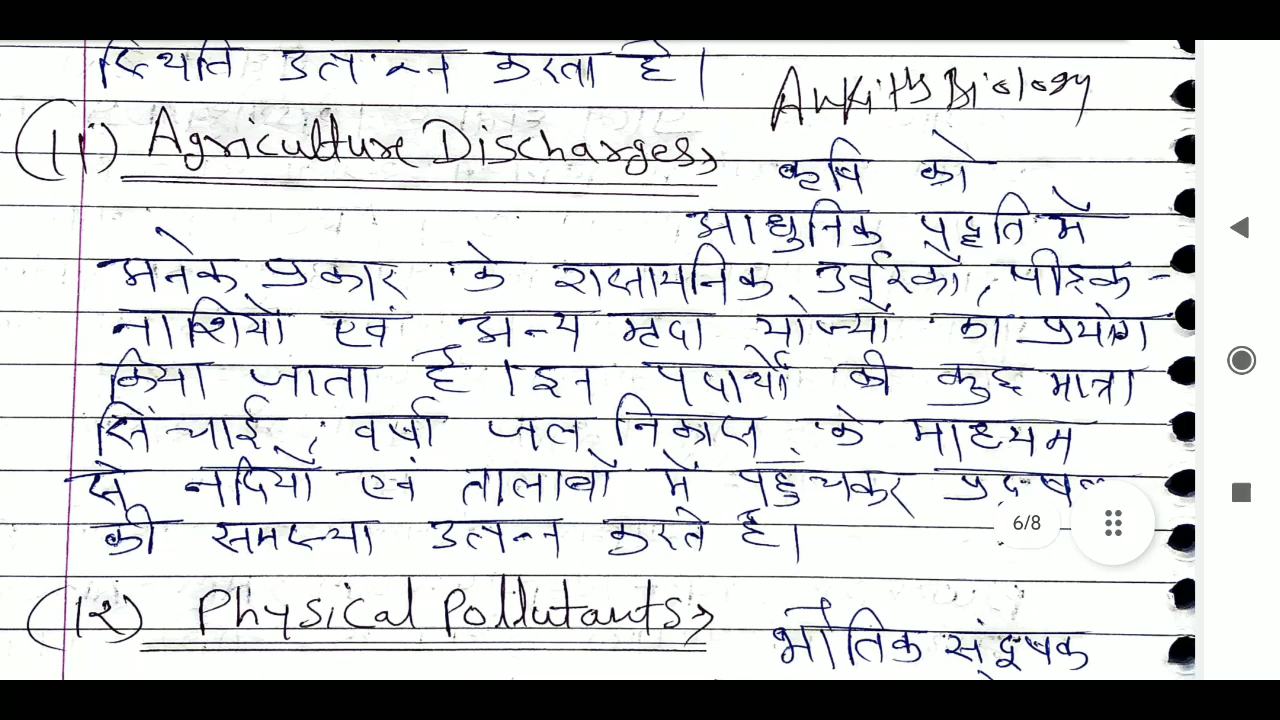 स्थिति उत्पन्न करता है।
Ankit's Biology
(11) Agriculture Discharges→
कृषि की
आधुनिक पद्धति में
अनेक प्रकार के रासायनिक उर्वरकों, पीड़क-
नाशियों एवं अन्य मृदा योज्यों का प्रयोग
किया जाता है। इन पदार्थों की कुछ मात्रा
सिंचाई, वर्षा जल निकास के माध्यम
से नदियों एवं तालाबों में पहुंचकर प्रदूषण
की समस्या उत्पन्न करते है।
6/8
(12) Physical Pollutants→
भौतिक संदूषक